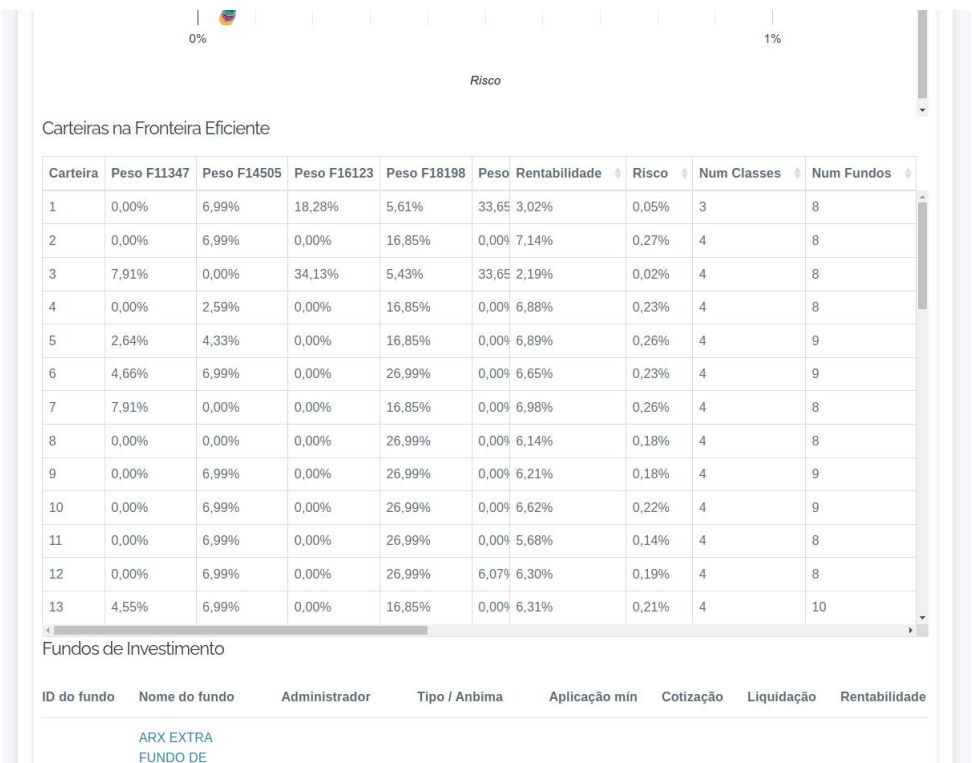 0% 1%
Risco
Carteiras na Fronteira Eficiente
Carteira Peso F11347 Peso F14505 Peso F16123 Peso F18198 Peso Rentabilidade Risco Num Classes Num Fundos
1 0,00% 6,99% 18,28% 5,61% 33,65 3,02% 0,05% 3 8
2 0,00% 6,99% 0,00% 16,85% 0,00% 7,14% 0,27% 4 8
3 7,91% 0,00% 34,13% 5,43% 33,65 2,19% 0,02% 4 8
4 0,00% 2,59% 0,00% 16,85% 0,00% 6,88% 0,23% 4 8
5 2,64% 4,33% 0,00% 16,85% 0,00% 6,89% 0,26% 4 9
6 4,66% 6,99% 0,00% 26,99% 0,00% 6,65% 0,23% 4 9
7 7,91% 0,00% 0,00% 16,85% 0,00% 6,98% 0,26% 4 8
8 0,00% 0,00% 0,00% 26,99% 0,00% 6,14% 0,18% 4 8
9 0,00% 6,99% 0,00% 26,99% 0,00% 6,21% 0,18% 4 9
10 0,00% 6,99% 0,00% 26,99% 0,00% 6,62% 0,22% 4 9
11 0,00% 6,99% 0,00% 26,99% 0,00% 5,68% 0,14% 4 8
12 0,00% 6,99% 0,00% 26,99% 6,07% 6,30% 0,19% 4 8
13 4,55% 6,99% 0,00% 16,85% 0,00% 6,31% 0,21% 4 10
Fundos de Investimento
ID do fundo Nome do fundo Administrador Tipo / Anbima Aplicação mín Cotização Liquidação Rentabilidade
ARX EXTRA
FUNDO DE